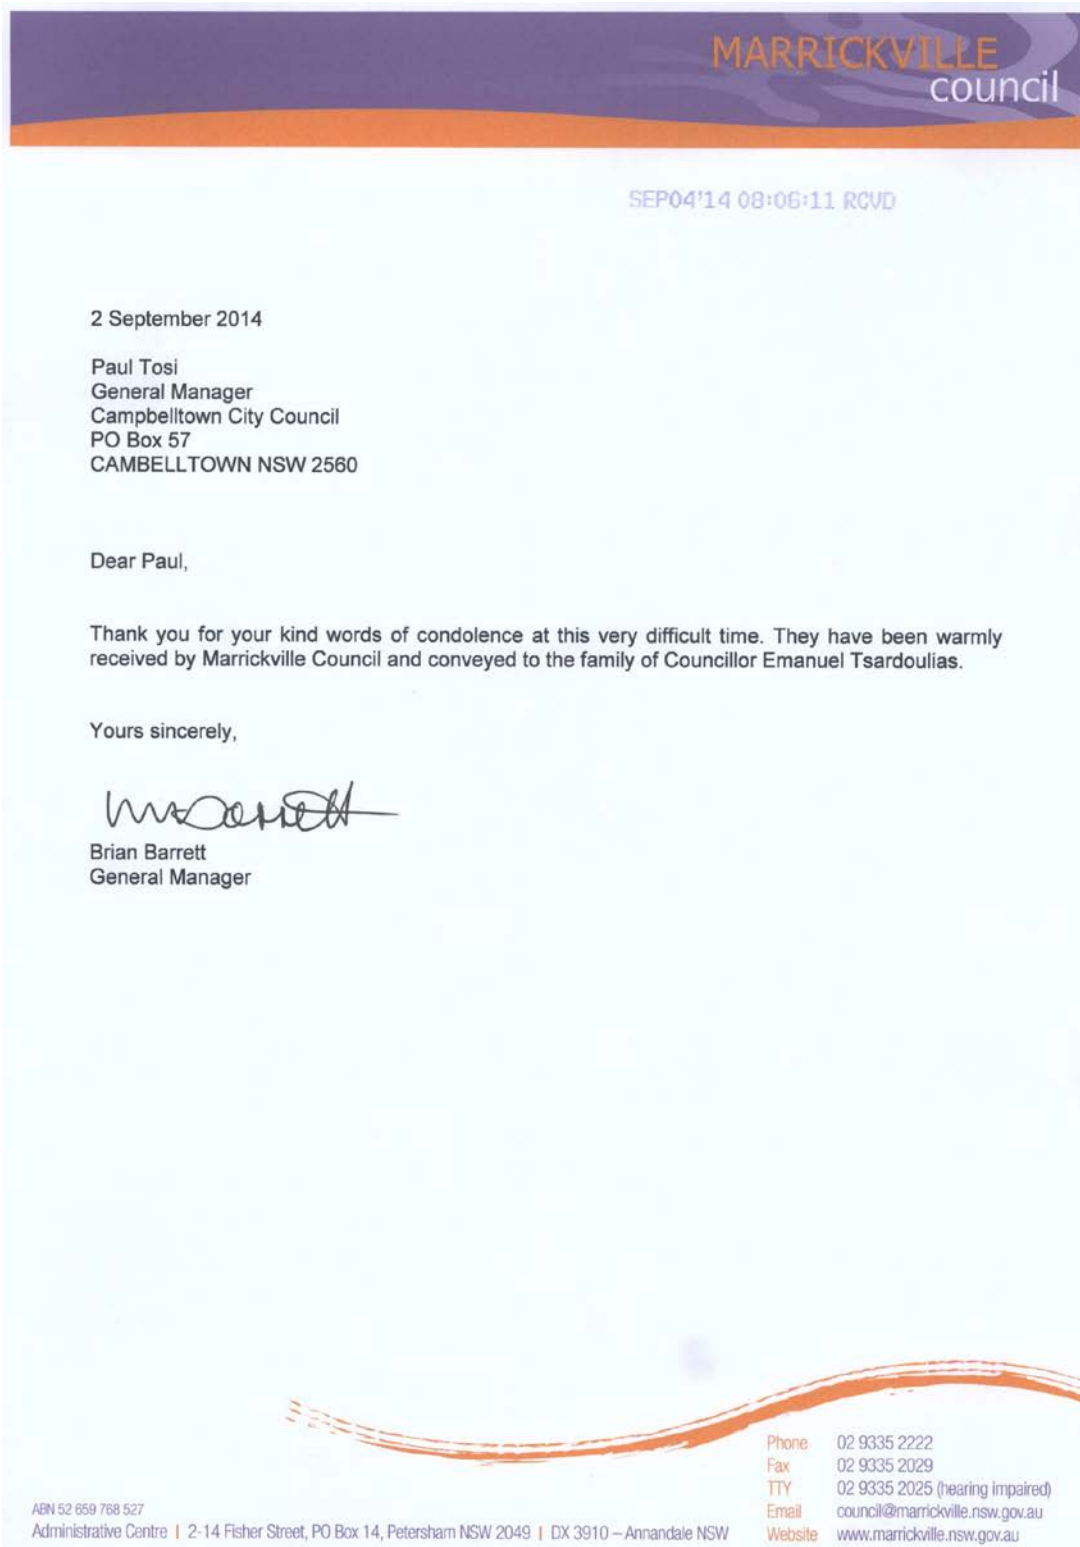 MARRICKVILLE
council
SEP04'14 08:06:11 RCVD
2 September 2014
Paul Tosi
General Manager
Campbelltown City Council
PO Box 57
CAMBELLTOWN NSW 2560
Dear Paul,
Thank you for your kind words of condolence at this very difficult time. They have been warmly
received by Marrickville Council and conveyed to the family of Councillor Emanuel Tsardoulias.
Yours sincerely,
Brian Barrett
General Manager
Phone 02 9335 2222
Fax 02 9335 2029
TTY 02 9335 2025 (hearing impaired)
Email council@marrickville.nsw.gov.au
Website www.marrickville.nsw.gov.au
ABN 52 659 768 527
Administrative Centre | 2-14 Fisher Street, PO Box 14, Petersham NSW 2049 | DX 3910 – Annandale NSW